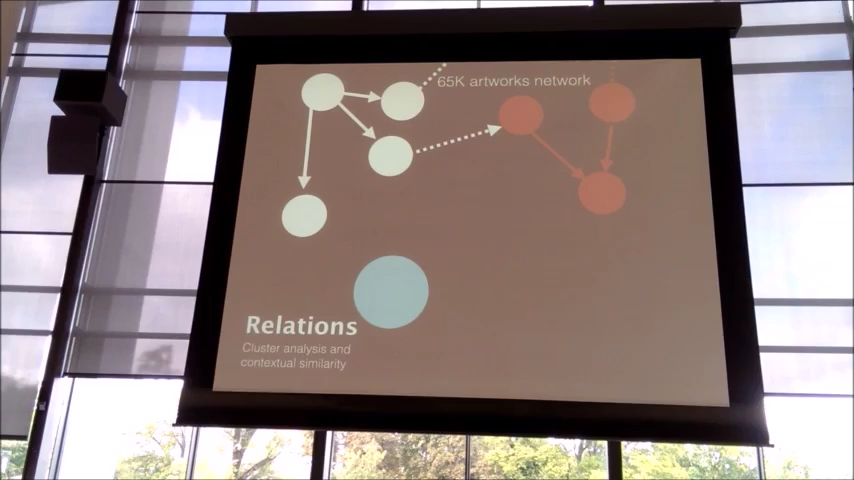 65K artworks network
Relations
Cluster analysis and
contextual similarity